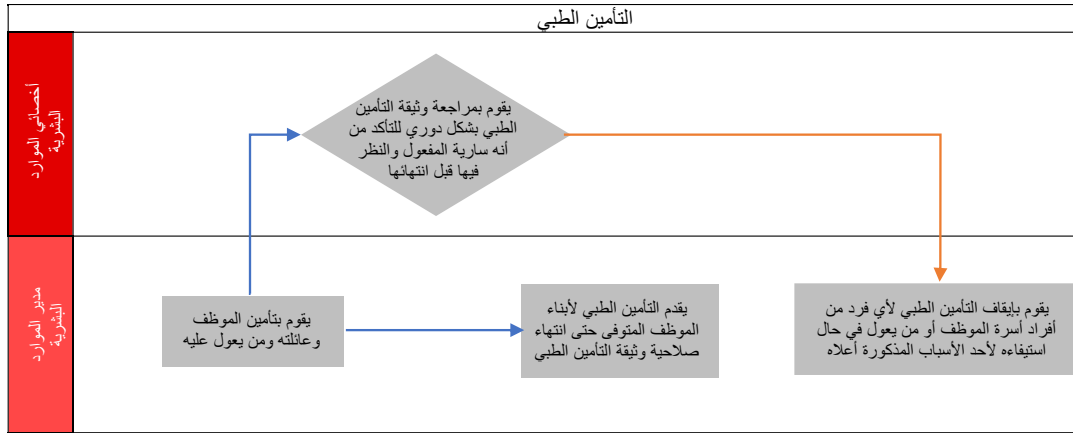 التأمين الطبي
أخصائي الموارد
البشرية
يقوم بمراجعة وثيقة التأمين
الطبي بشكل دوري للتأكد من
أنه سارية المفعول والنظر
فيها قبل انتهائها
مدير الموارد
البشرية
يقوم بتأمين الموظف
وعائلته ومن يعول عليه
يقدم التأمين الطبي لأبناء
الموظف المتوفى حتى انتهاء
صلاحية وثيقة التأمين الطبي
يقوم بإيقاف التأمين الطبي لأي فرد من
أفراد أسرة الموظف أو من يعول في حال
استيفاءه لأحد الأسباب المذكورة أعلاه